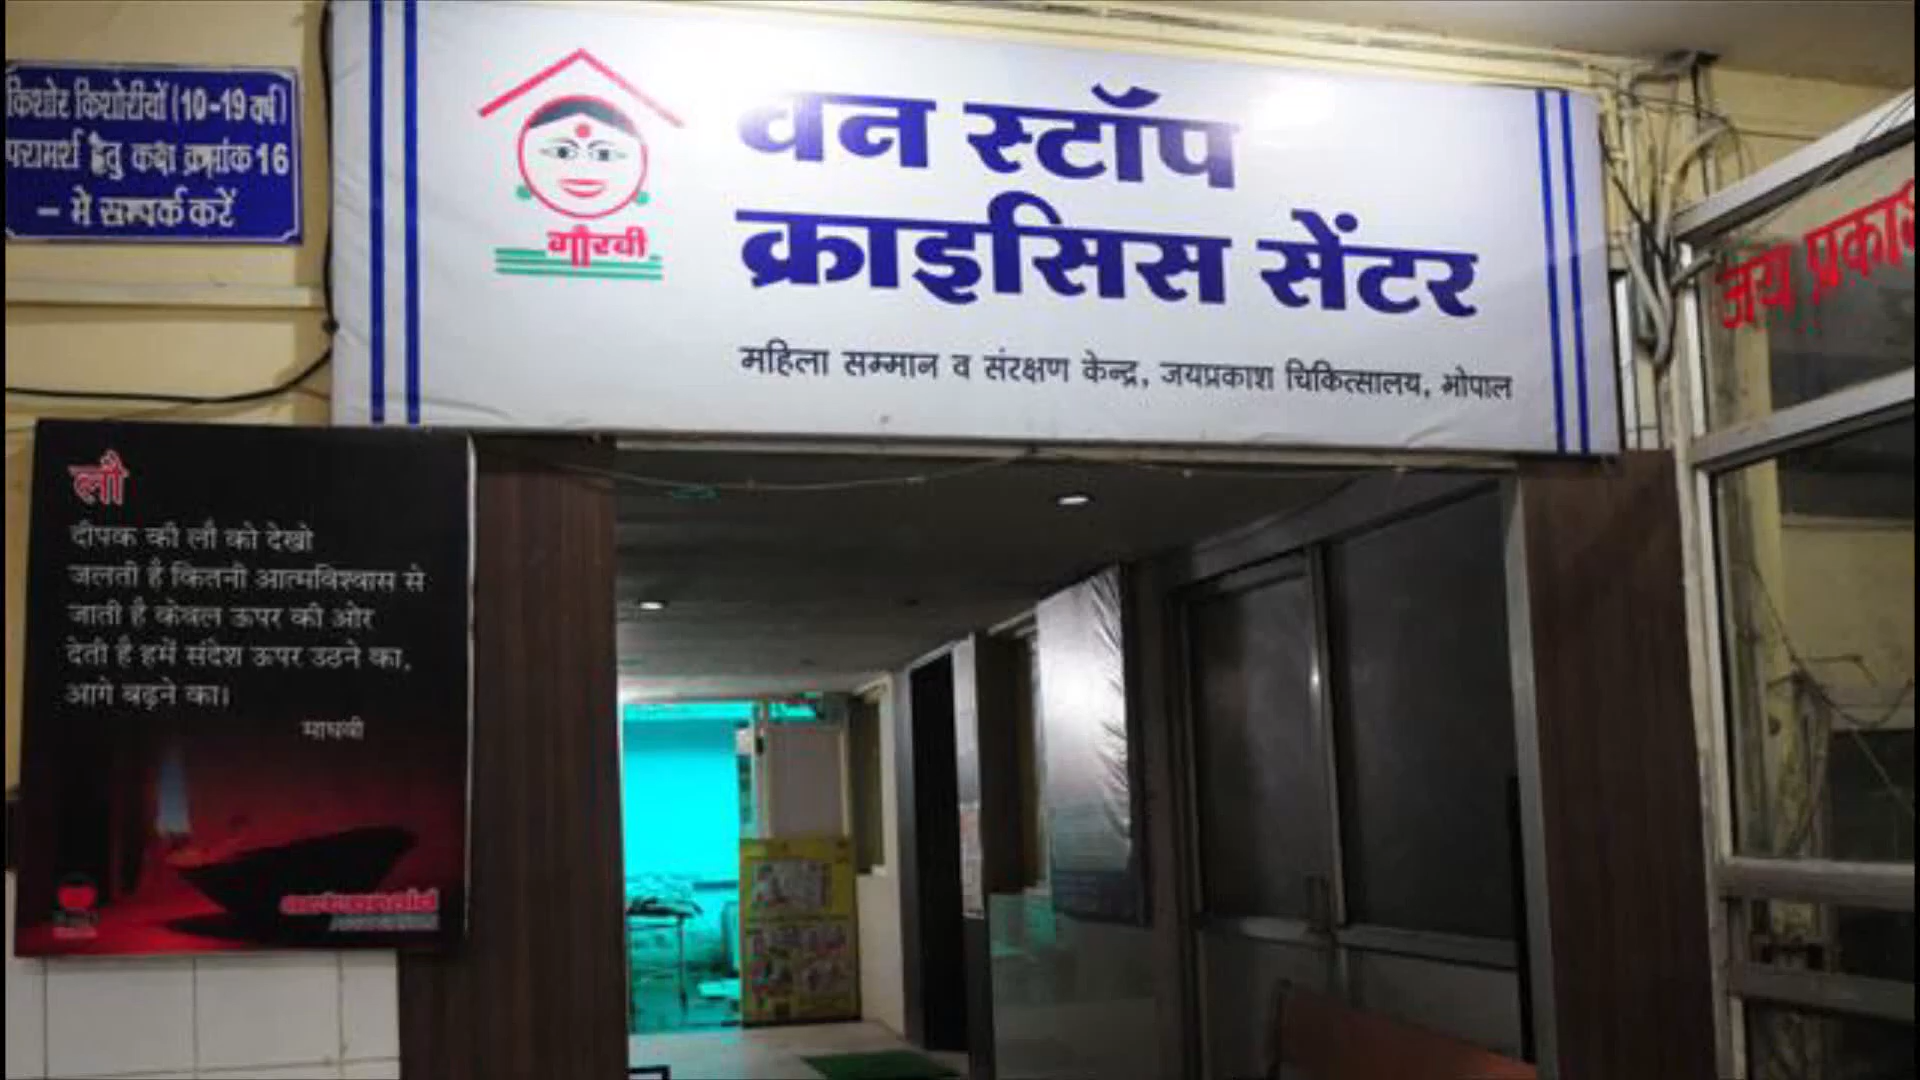 किशोर किशोरीयों (10-19 वर्ष)
परामर्श हेतु कक्ष क्रमांक 16
– में सम्पर्क करें
गौरवी
वन स्टॉप
क्राइसिस सेंटर
महिला सम्मान व संरक्षण केन्द्र, जयप्रकाश चिकित्सालय, भोपाल
जय प्रकाश
लौ
दीपक की लौ को देखो
जलती है कितनी आत्मविश्वास से
जाती है केवल ऊपर की ओर
देती है हमें संदेश ऊपर उठने का,
आगे बढ़ने का।
माधवी